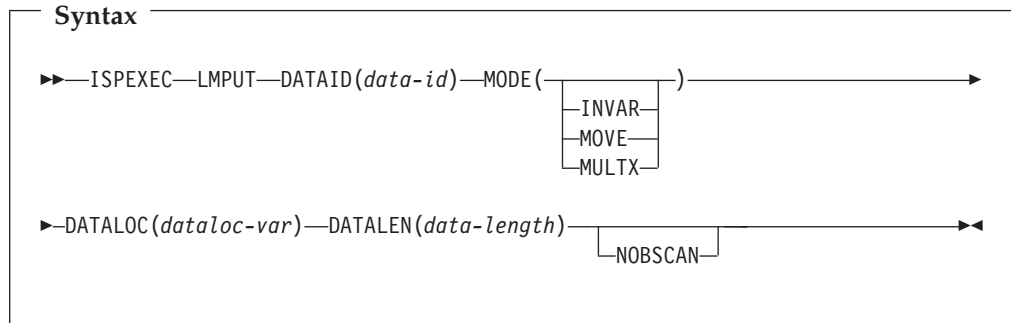 Syntax
ISPEXEC LMPUT DATAID(data-id) MODE( )
INVAR
MOVE
MULTX
DATALOC(dataloc-var) DATALEN(data-length)
NOBSCAN